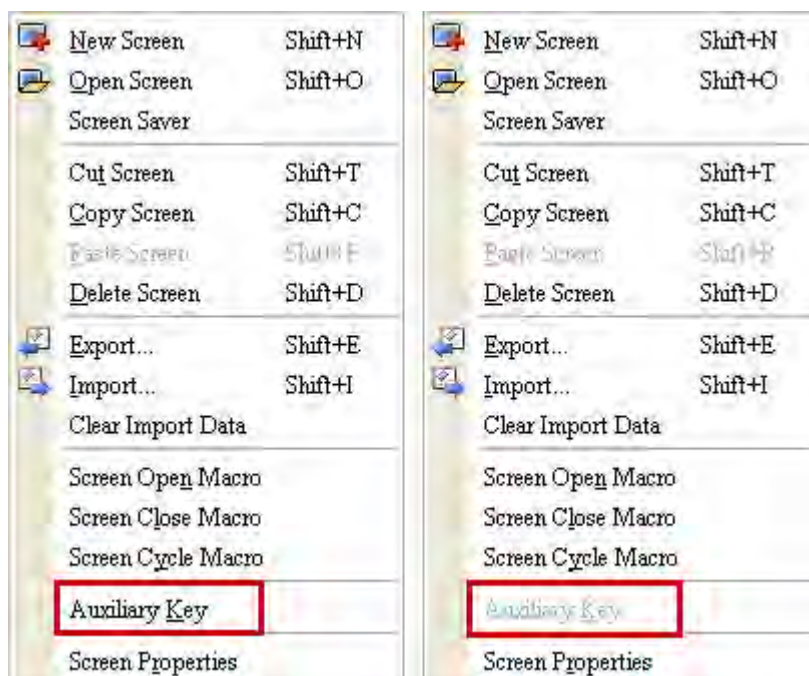 New Screen Shift+N
Open Screen Shift+O
Screen Saver
Cut Screen Shift+T
Copy Screen Shift+C
Paste Screen
Delete Screen Shift+D
Export... Shift+E
Import... Shift+I
Clear Import Data
Screen Open Macro
Screen Close Macro
Screen Cycle Macro
Auxiliary Key
Screen Properties
New Screen Shift+N
Open Screen Shift+O
Screen Saver
Cut Screen Shift+T
Copy Screen Shift+C
Paste Screen
Delete Screen Shift+D
Export... Shift+E
Import... Shift+I
Clear Import Data
Screen Open Macro
Screen Close Macro
Screen Cycle Macro
Auxiliary Key
Screen Properties